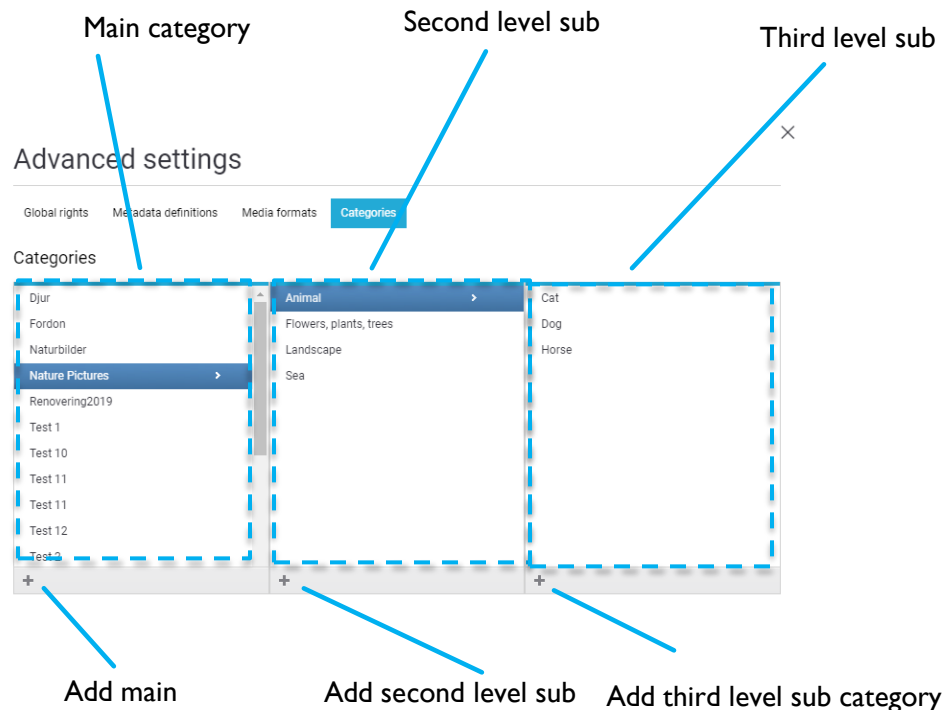 Main category
Second level sub
Third level sub
Advanced settings
Global rights
Metadata definitions
Media formats
Categories
Categories
Djur
Fordon
Naturbilder
Nature Pictures
Renovering2019
Test 1
Test 10
Test 11
Test 11
Test 12
Test 2
Animal
Flowers, plants, trees
Landscape
Sea
Cat
Dog
Horse
Add main
Add second level sub
Add third level sub category